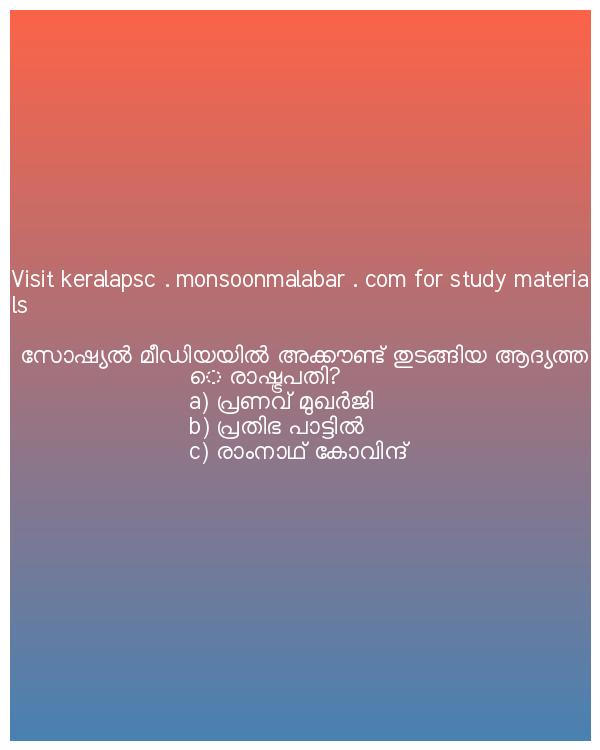 Visit keralapsc . monsoonmalabar . com for study materia
ls
സോഷ്യൽ മീഡിയയിൽ അക്കൗണ്ട് തുടങ്ങിയ ആദ്യത്ത
െ രാഷ്ട്രപതി?
a) പ്രണവ് മുഖർജി
b) പ്രതിഭ പാട്ടിൽ
c) രാംനാഥ് കോവിന്ദ്